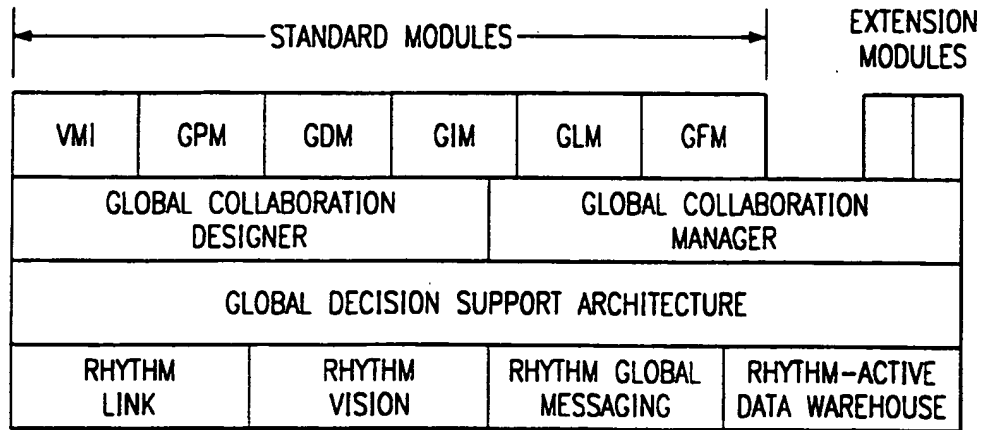 STANDARD MODULES
EXTENSION
MODULES
VMI GPM GDM GIM GLM GFM
GLOBAL COLLABORATION
DESIGNER
GLOBAL COLLABORATION
MANAGER
GLOBAL DECISION SUPPORT ARCHITECTURE
RHYTHM
LINK
RHYTHM
VISION
RHYTHM GLOBAL
MESSAGING
RHYTHM-ACTIVE
DATA WAREHOUSE